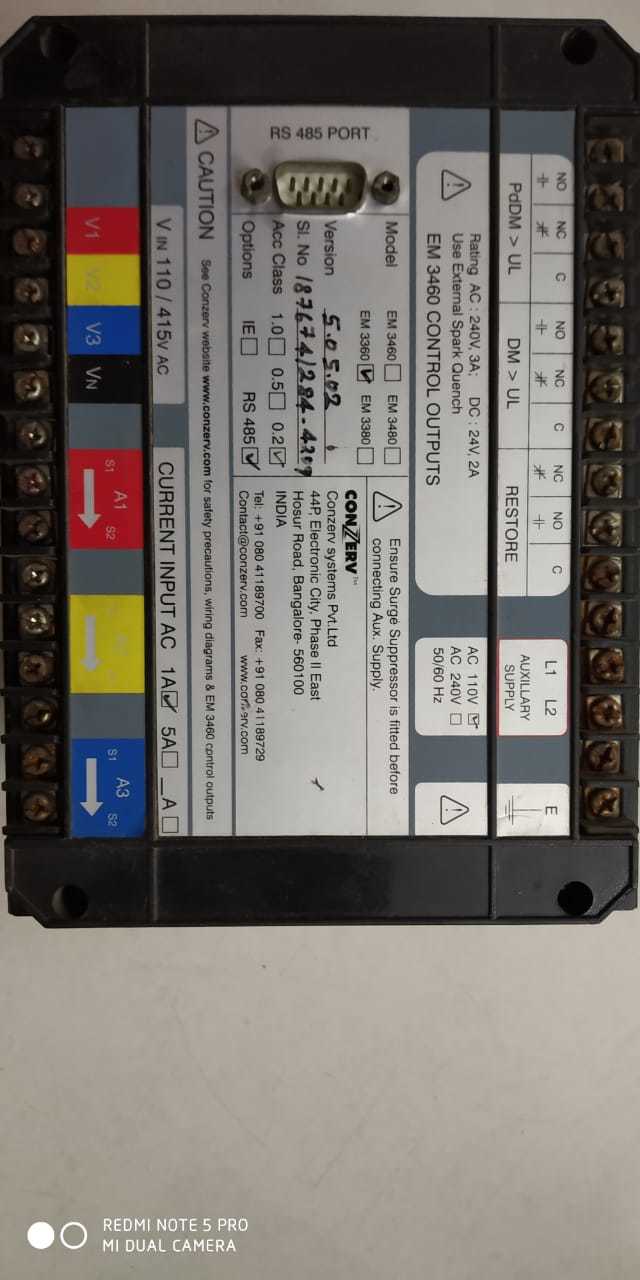 NO NC C NO NC C NC NO C
PdDM > UL DM > UL RESTORE
L1 L2
AUXILLARY
SUPPLY
E
Rating AC : 240V, 3A; DC : 24V, 2A
Use External Spark Quench
EM 3460 CONTROL OUTPUTS
AC 110V
AC 240V
50/60 Hz
RS 485 PORT
Model
EM 3460 EM 3480
EM 3360 EM 3380
Version 5.05.02
Sl. No 187674/284-4209
Acc Class 1.0 0.5 0.2
Options IE RS 485
Ensure Surge Suppressor is fitted before
connecting Aux. Supply.
CONZERV™
Conzerv systems Pvt.Ltd
44P, Electronic City, Phase II East
Hosur Road, Bangalore- 560100
INDIA
Tel: +91 080 41189700 Fax: +91 080 41189729
Contact@conzerv.com www.conzerv.com
CAUTION See Conzerv website www.conzerv.com for safety precautions, wiring diagrams & EM 3460 control outputs
V IN 110 / 415V AC
CURRENT INPUT AC 1A 5A _A
V1 V2 V3 VN
A1
S1 S2
A3
S1 S2
REDMI NOTE 5 PRO
MI DUAL CAMERA